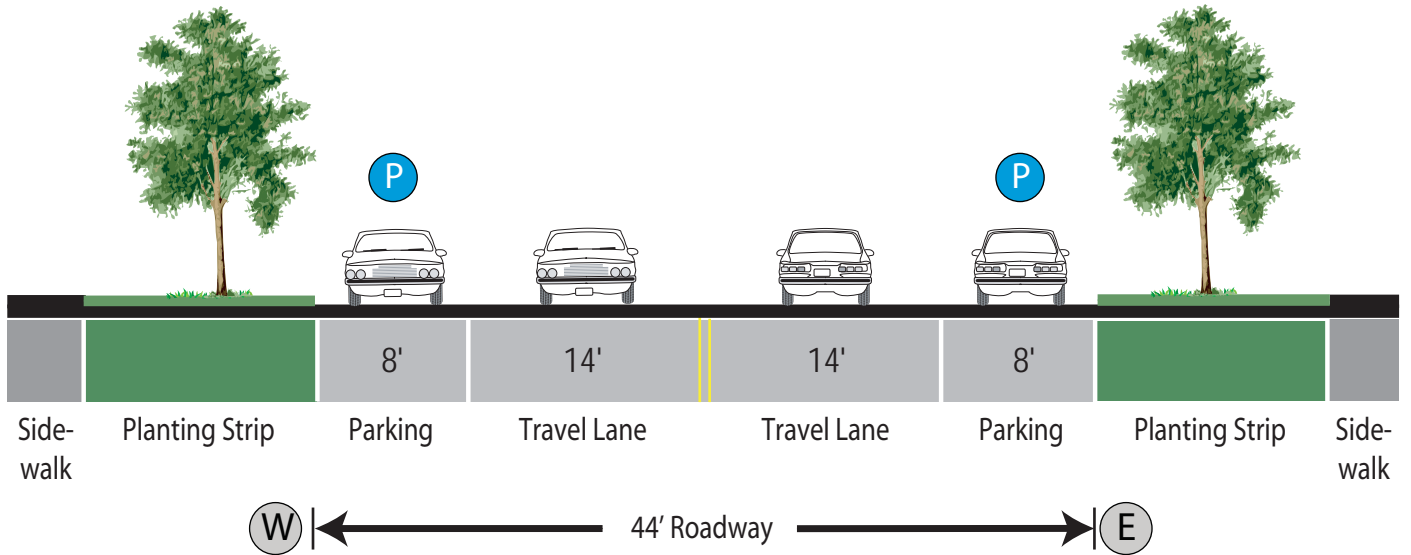 P P
8' 14' 14' 8'
Side-
walk
Planting Strip
Parking
Travel Lane
Travel Lane
Parking
Planting Strip
Side-
walk
W 44' Roadway E